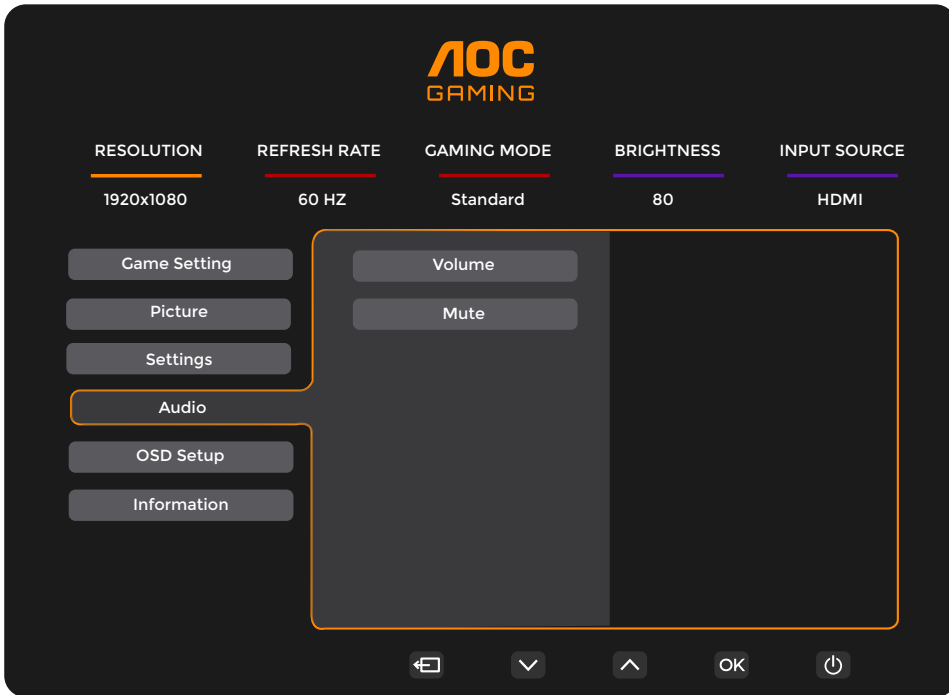 AOC
GAMING
RESOLUTION REFRESH RATE GAMING MODE BRIGHTNESS INPUT SOURCE
1920x1080 60 HZ Standard 80 HDMI
Game Setting
Picture
Settings
Audio
OSD Setup
Information
Volume
Mute
OK